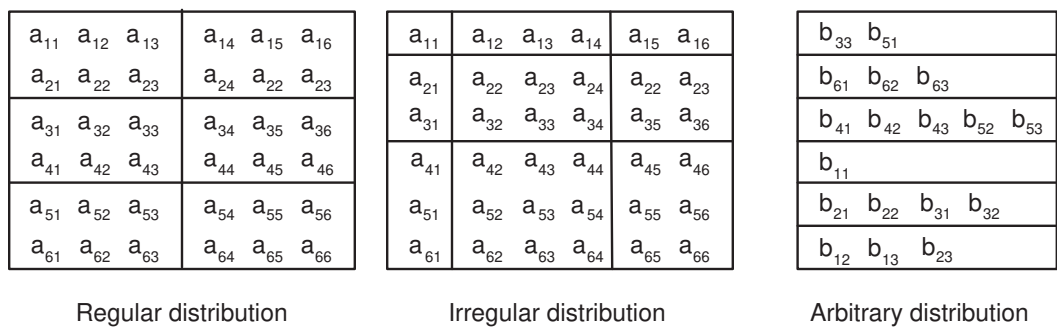 a₁₁ a₁₂ a₁₃ a₁₄ a₁₅ a₁₆
a₂₁ a₂₂ a₂₃ a₂₄ a₂₂ a₂₃
a₃₁ a₃₂ a₃₃ a₃₄ a₃₅ a₃₆
a₄₁ a₄₂ a₄₃ a₄₄ a₄₅ a₄₆
a₅₁ a₅₂ a₅₃ a₅₄ a₅₅ a₅₆
a₆₁ a₆₂ a₆₃ a₆₄ a₆₅ a₆₆
Regular distribution
a₁₁ a₁₂ a₁₃ a₁₄ a₁₅ a₁₆
a₂₁ a₂₂ a₂₃ a₂₄ a₂₂ a₂₃
a₃₁ a₃₂ a₃₃ a₃₄ a₃₅ a₃₆
a₄₁ a₄₂ a₄₃ a₄₄ a₄₅ a₄₆
a₅₁ a₅₂ a₅₃ a₅₄ a₅₅ a₅₆
a₆₁ a₆₂ a₆₃ a₆₄ a₆₅ a₆₆
Irregular distribution
b₃₃ b₅₁
b₆₁ b₆₂ b₆₃
b₄₁ b₄₂ b₄₃ b₅₂ b₅₃
b₁₁
b₂₁ b₂₂ b₃₁ b₃₂
b₁₂ b₁₃ b₂₃
Arbitrary distribution